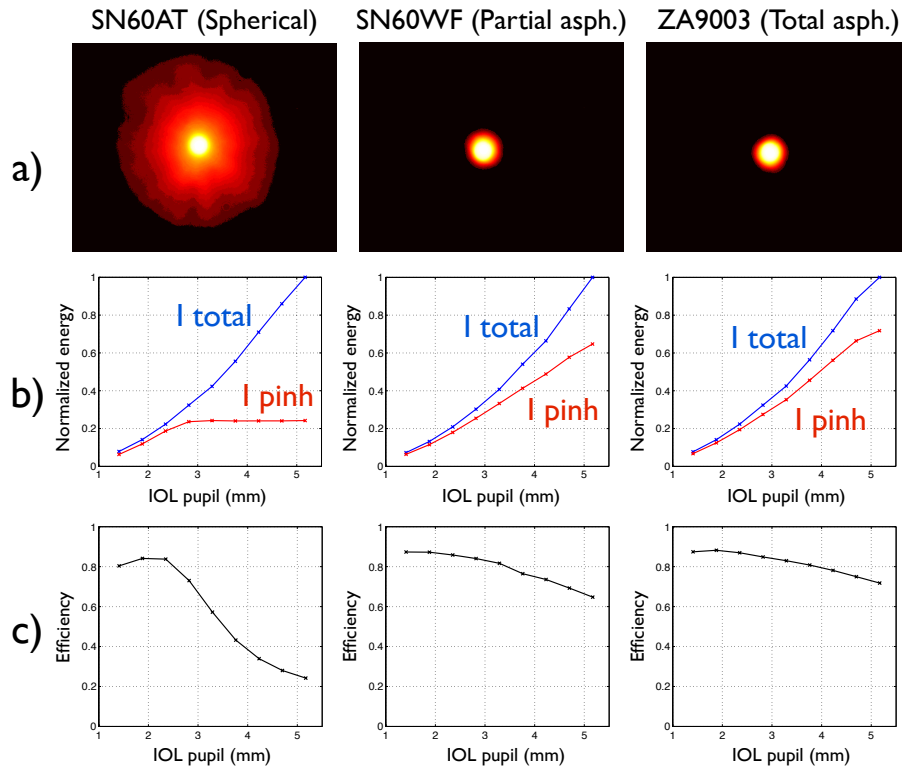 SN60AT (Spherical) SN60WF (Partial asph.) ZA9003 (Total asph.)
a)
b)
Normalized energy
1
0.8
0.6
0.4
0.2
0
I total
I pinh
1 2 3 4 5
IOL pupil (mm)
Normalized energy
1
0.8
0.6
0.4
0.2
0
I total
I pinh
1 2 3 4 5
IOL pupil (mm)
Normalized energy
1
0.8
0.6
0.4
0.2
0
I total
I pinh
1 2 3 4 5
IOL pupil (mm)
c)
Efficiency
1
0.8
0.6
0.4
0.2
0
1 2 3 4 5
IOL pupil (mm)
Efficiency
1
0.8
0.6
0.4
0.2
0
1 2 3 4 5
IOL pupil (mm)
Efficiency
1
0.8
0.6
0.4
0.2
0
1 2 3 4 5
IOL pupil (mm)